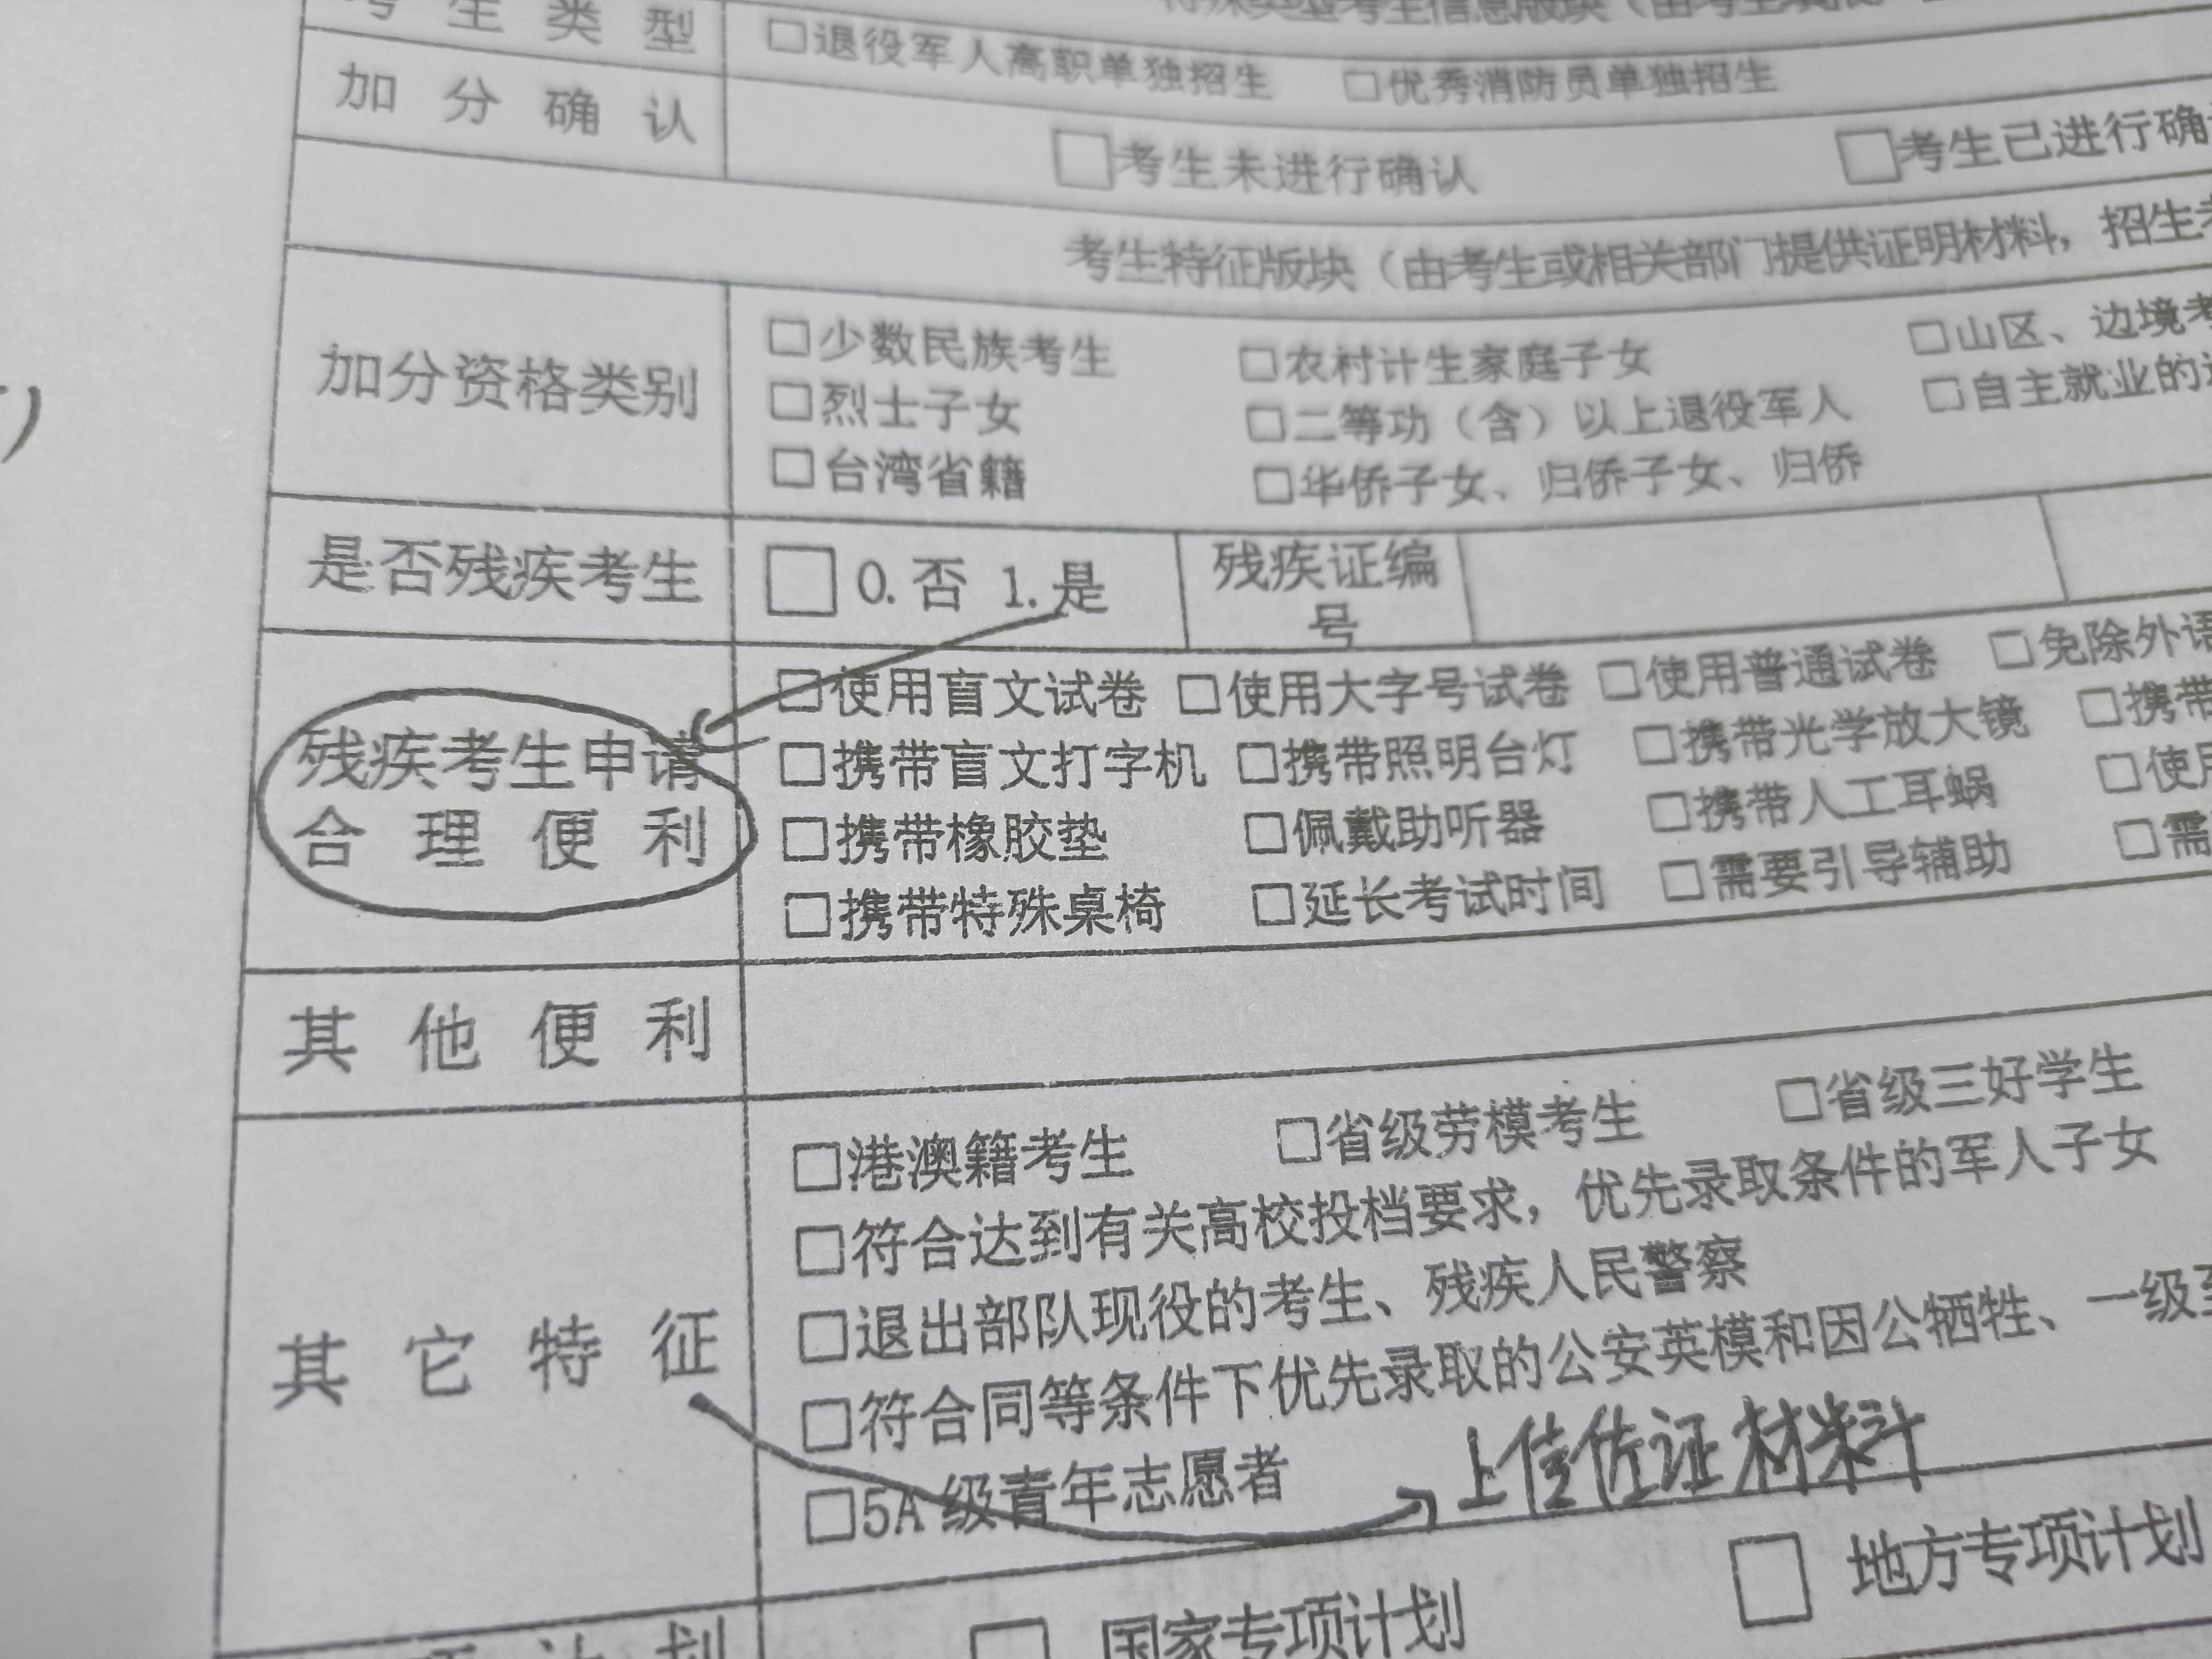 考生类型
□退役军人高职单独招生 □优秀消防员单独招生
加分确认
□考生未进行确认 □考生已进行确
考生特征版块（由考生或相关部门提供证明材料，招生考
加分资格类别
□少数民族考生 □农村计生家庭子女 □山区、边境考
□烈士子女 □二等功（含）以上退役军人 □自主就业的退
□台湾省籍 □华侨子女、归侨子女、归侨
是否残疾考生 □ 0.否 1.是 残疾证编号
残疾考生申请
合理便利
□使用盲文试卷 □使用大字号试卷 □使用普通试卷 □免除外语
□携带盲文打字机 □携带照明台灯 □携带光学放大镜 □携带
□携带橡胶垫 □佩戴助听器 □携带人工耳蜗 □使用
□携带特殊桌椅 □延长考试时间 □需要引导辅助 □需
其他便利
其它特征
□港澳籍考生 □省级劳模考生 □省级三好学生
□符合达到有关高校投档要求，优先录取条件的军人子女
□退出部队现役的考生、残疾人民警察
□符合同等条件下优先录取的公安英模和因公牺牲、一级至
□5A级青年志愿者
上传佐证材料
□ 国家专项计划 □ 地方专项计划